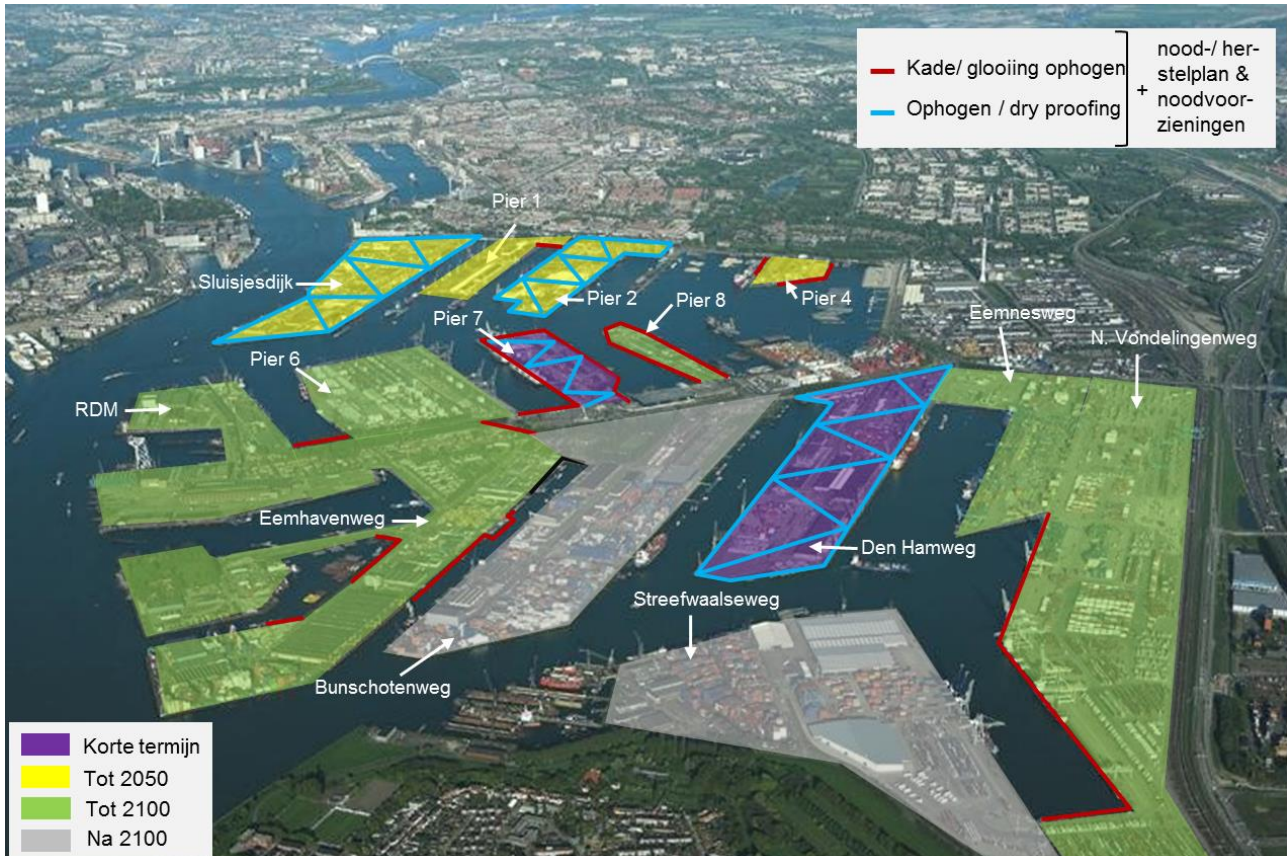 Kade/ glooiing ophogen
Ophogen / dry proofing
+
nood-/ her-
stelplan &
noodvoor-
zieningen
Pier 1
Sluisjesdijk
Pier 2
Pier 8
Pier 4
Pier 7
Eemnesweg
N. Vondelingenweg
Pier 6
RDM
Eemhavenweg
Den Hamweg
Streefwaalseweg
Bunschotenweg
Korte termijn
Tot 2050
Tot 2100
Na 2100